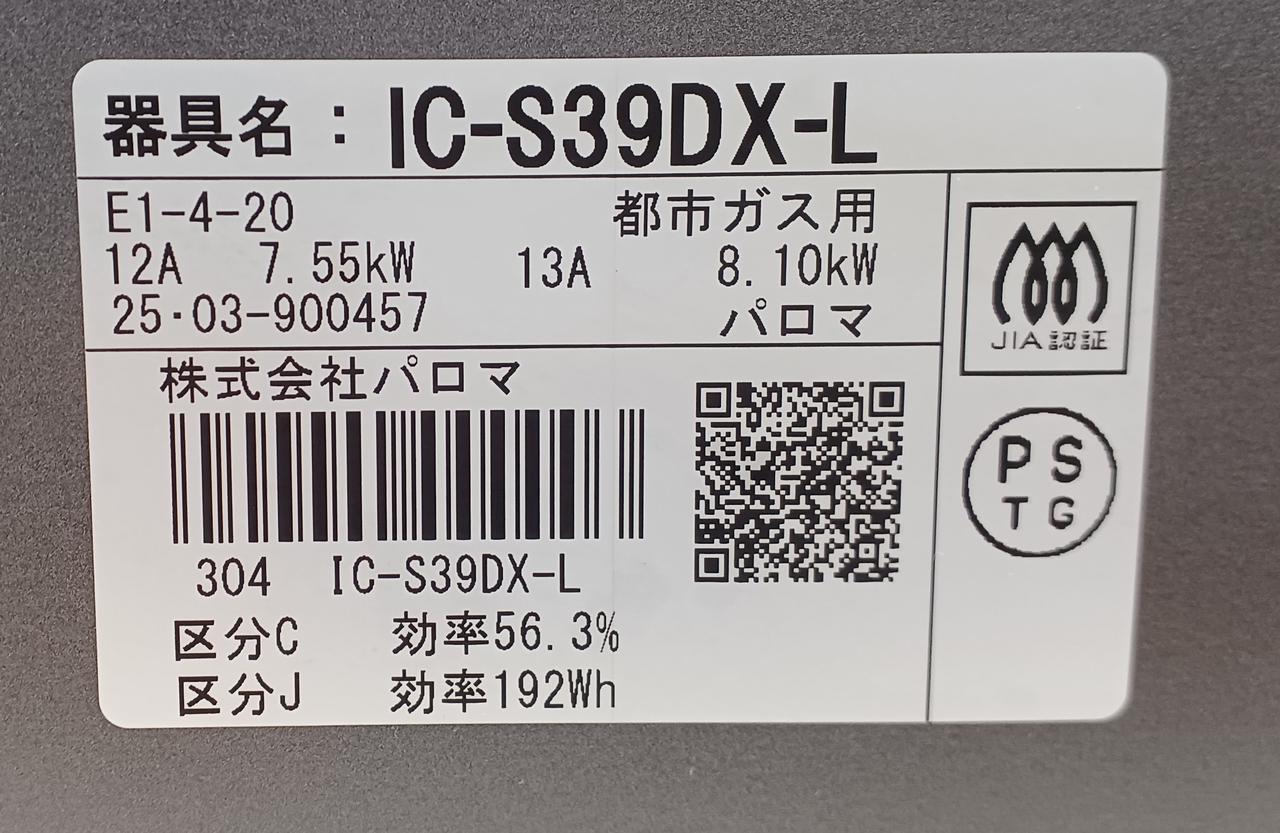 器具名：IC-S39DX-L
E1-4-20 都市ガス用
12A 7.55kW 13A 8.10kW
25・03-900457 パロマ
株式会社パロマ
304 IC-S39DX-L
区分C 効率56.3%
区分J 効率192Wh
JIA認証
PS
TG